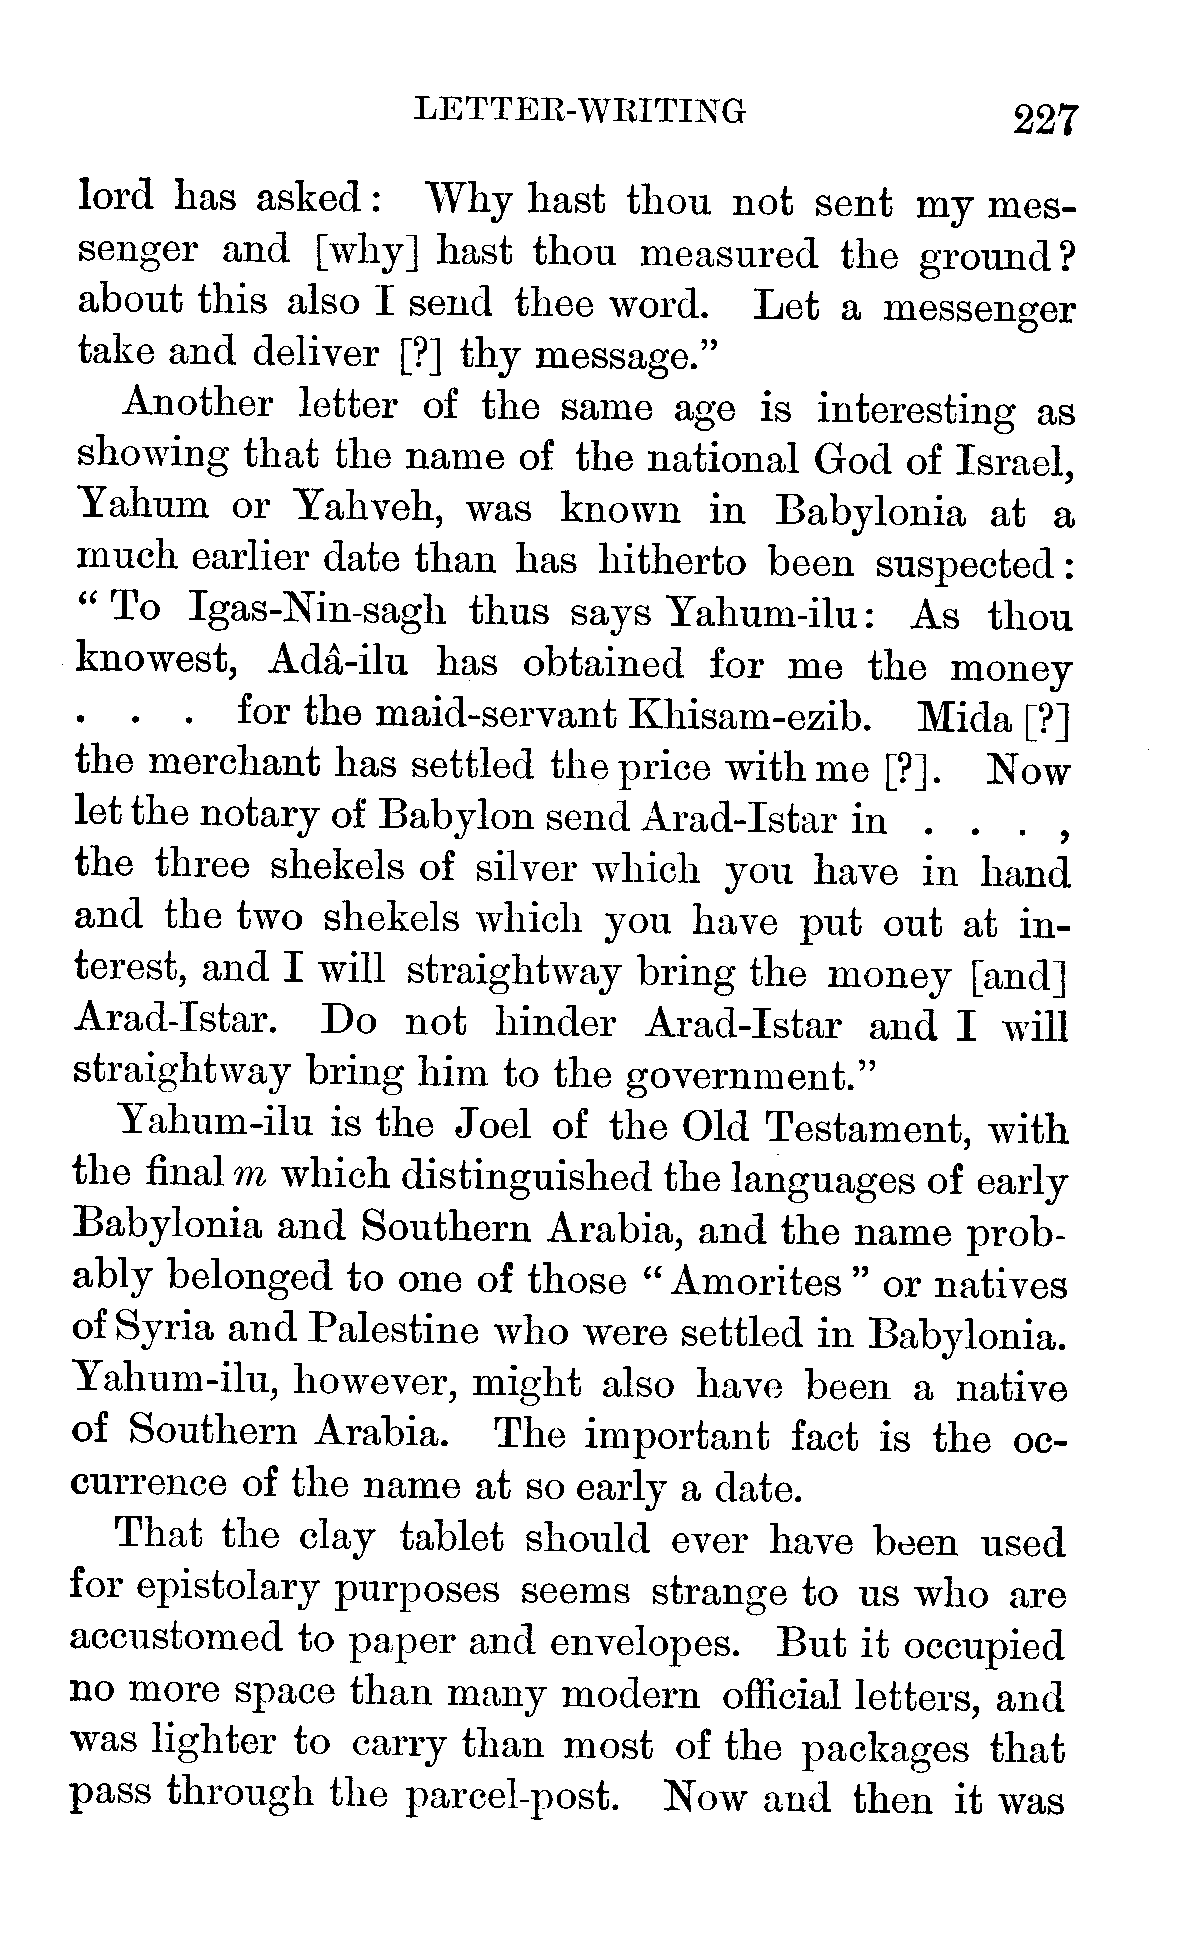 LETTER-WRITING 227
lord has asked: Why hast thou not sent my mes-
senger and [why] hast thou measured the ground?
about this also I send thee word. Let a messenger
take and deliver [?] thy message."
Another letter of the same age is interesting as
showing that the name of the national God of Israel,
Yahum or Yahveh, was known in Babylonia at a
much earlier date than has hitherto been suspected:
"To Igas-Nin-sagh thus says Yahum-ilu: As thou
knowest, Adâ-ilu has obtained for me the money
. . . for the maid-servant Khisam-ezib. Mida [?]
the merchant has settled the price with me [?]. Now
let the notary of Babylon send Arad-Istar in . . . ,
the three shekels of silver which you have in hand
and the two shekels which you have put out at in-
terest, and I will straightway bring the money [and]
Arad-Istar. Do not hinder Arad-Istar and I will
straightway bring him to the government."
Yahum-ilu is the Joel of the Old Testament, with
the final m which distinguished the languages of early
Babylonia and Southern Arabia, and the name prob-
ably belonged to one of those "Amorites" or natives
of Syria and Palestine who were settled in Babylonia.
Yahum-ilu, however, might also have been a native
of Southern Arabia. The important fact is the oc-
currence of the name at so early a date.
That the clay tablet should ever have been used
for epistolary purposes seems strange to us who are
accustomed to paper and envelopes. But it occupied
no more space than many modern official letters, and
was lighter to carry than most of the packages that
pass through the parcel-post. Now and then it was